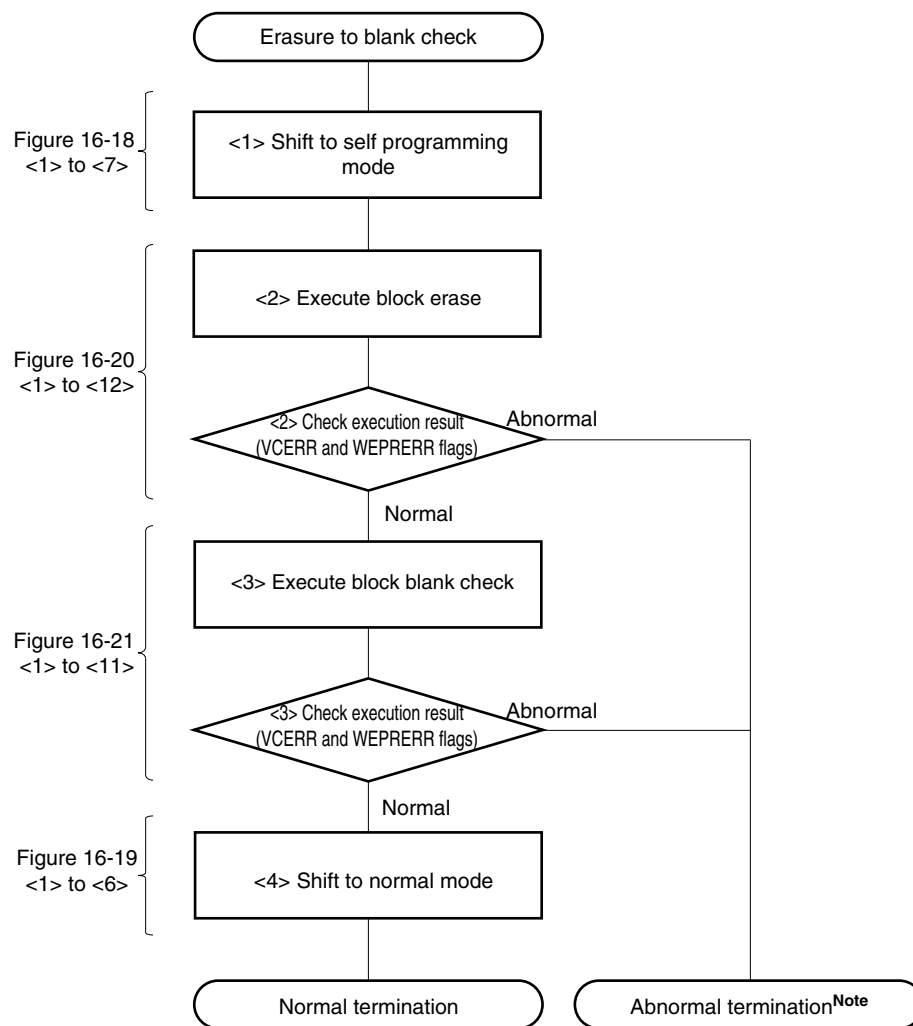 Erasure to blank check
Figure 16-18
<1> to <7>
<1> Shift to self programming
mode
<2> Execute block erase
Figure 16-20
<1> to <12>
<2> Check execution result
(VCERR and WEPRERR flags)
Abnormal
Normal
<3> Execute block blank check
Figure 16-21
<1> to <11>
<3> Check execution result
(VCERR and WEPRERR flags)
Abnormal
Normal
Figure 16-19
<1> to <6>
<4> Shift to normal mode
Normal termination
Abnormal terminationNote